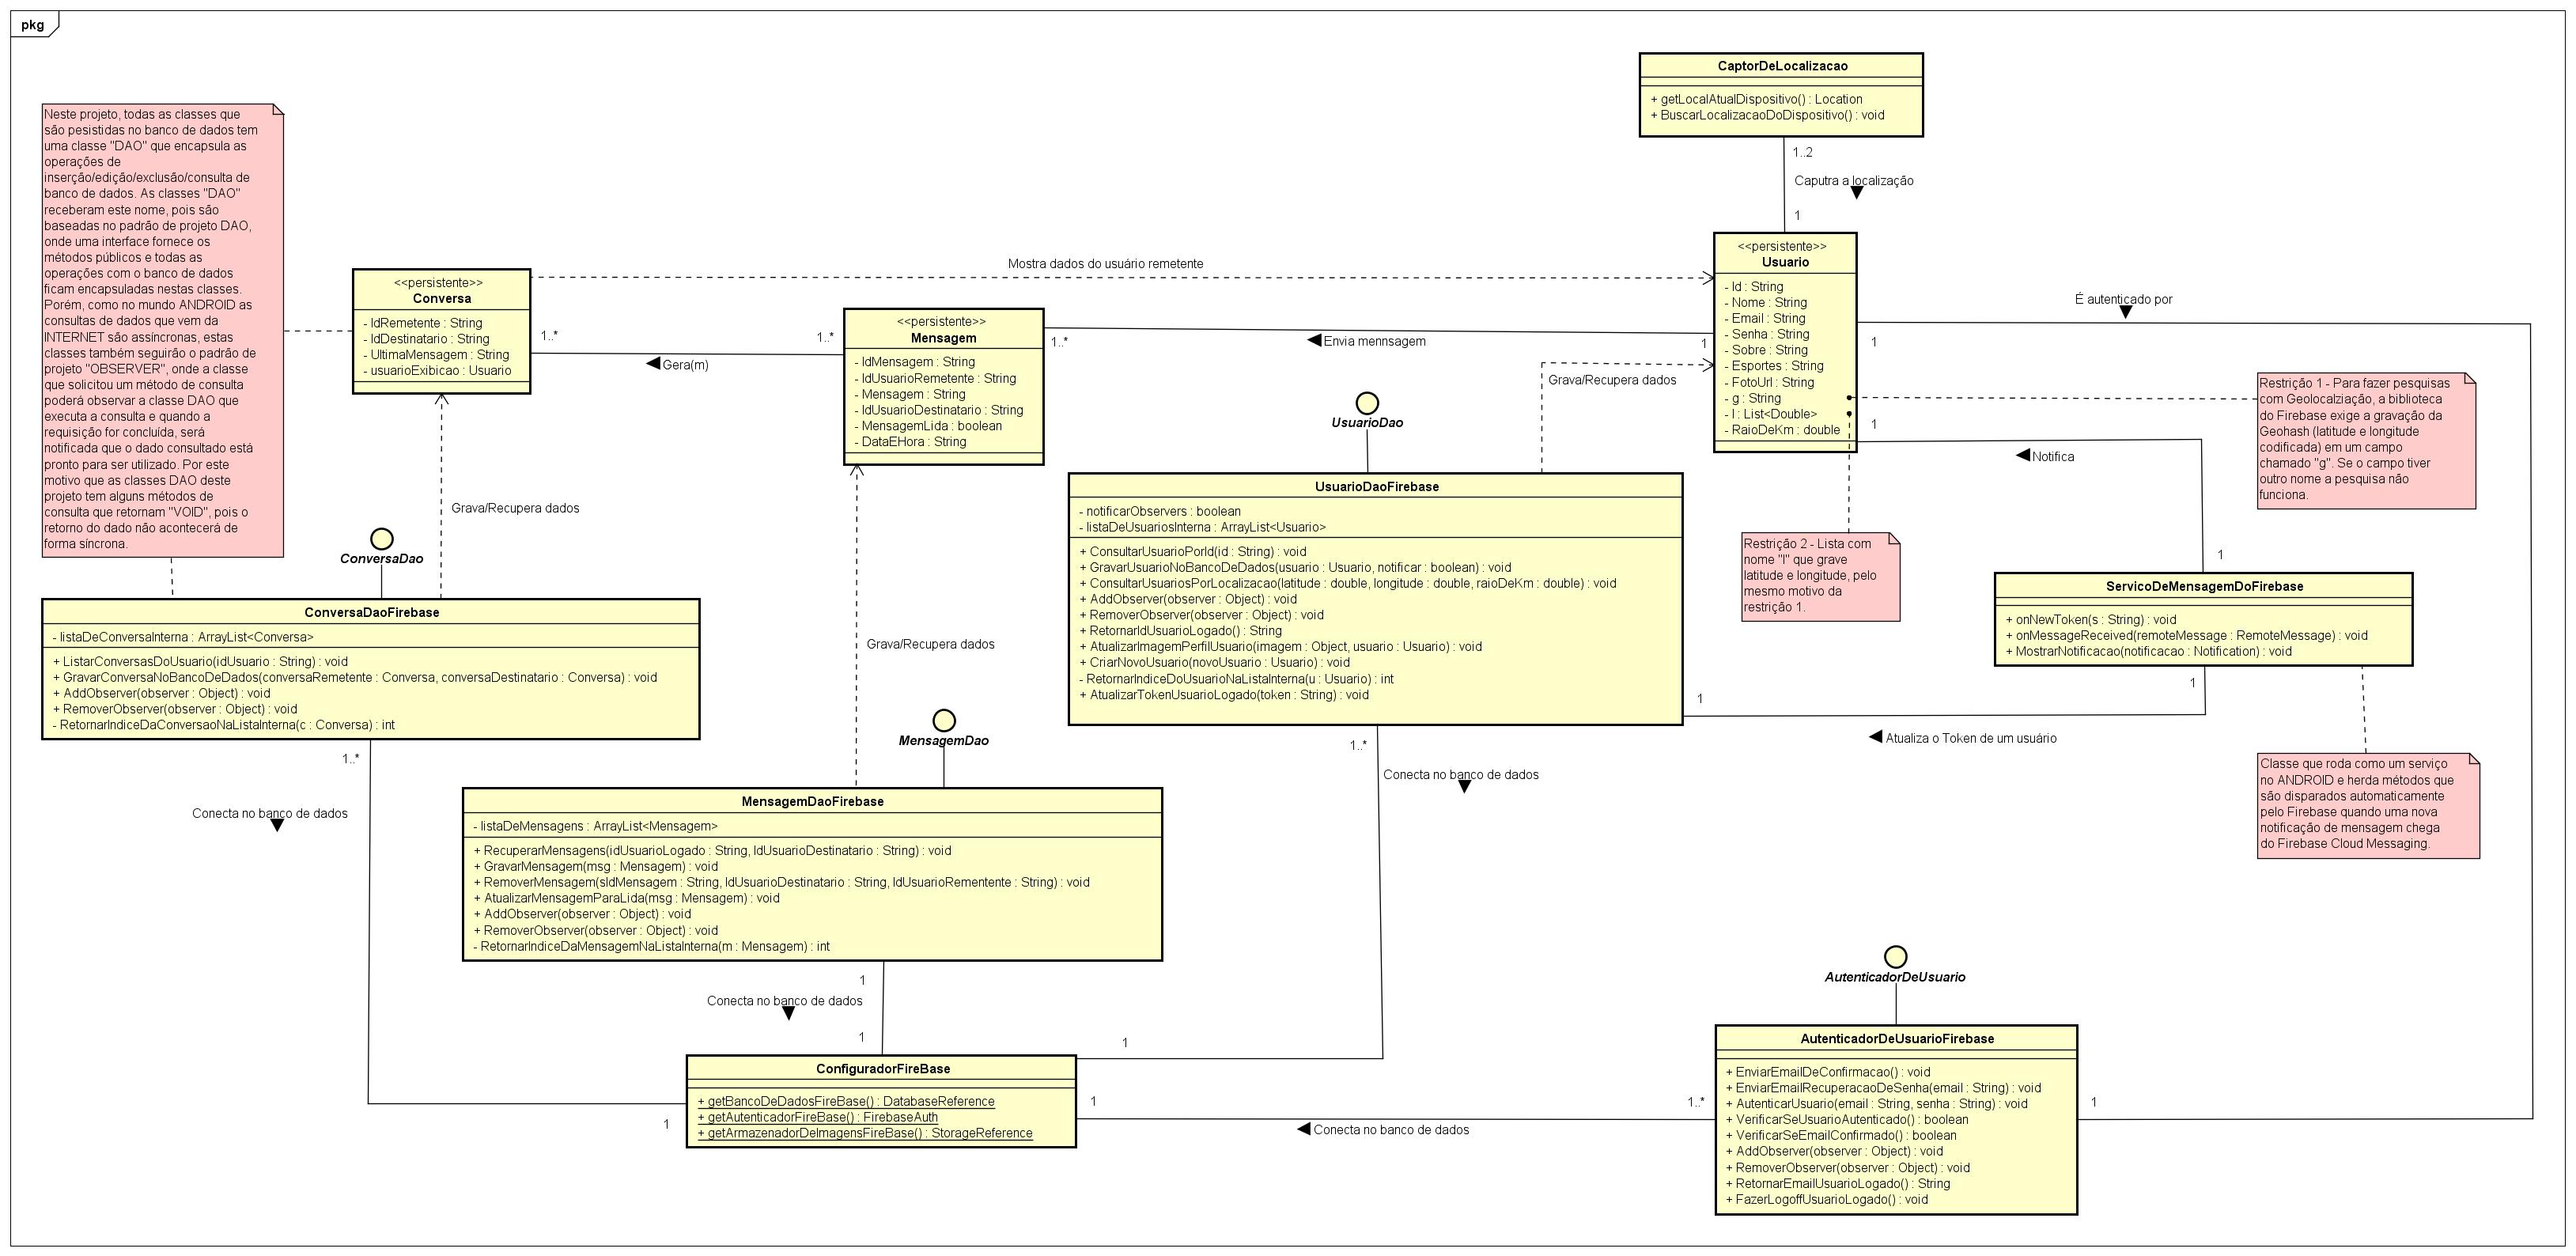 pkg
CaptorDeLocalizacao
+ getLocalAtualDispositivo() : Location
+ BuscarLocalizacaoDoDispositivo() : void
1..2
Caputra a localização
1
Neste projeto, todas as classes que
são pesistidas no banco de dados tem
uma classe "DAO" que encapsula as
operações de
inserção/edição/exclusão/consulta de
banco de dados. As classes "DAO"
receberam este nome, pois são
baseadas no padrão de projeto DAO,
onde uma interface fornece os
métodos públicos e todas as
operações com o banco de dados
ficam encapsuladas nestas classes.
Porém, como no mundo ANDROID as
consultas de dados que vem da
INTERNET são assíncronas, estas
classes também seguirão o padrão de
projeto "OBSERVER", onde a classe
que solicitou um método de consulta
poderá observar a classe DAO que
executa a consulta e quando a
requisição for concluída, será
notificada que o dado consultado está
pronto para ser utilizado. Por este
motivo que as classes DAO deste
projeto tem alguns métodos de
consulta que retornam "VOID", pois o
retorno do dado não acontecerá de
forma síncrona.
<<persistente>>
Conversa
- IdRemetente : String
- IdDestinatario : String
- UltimaMensagem : String
- usuarioExibicao : Usuario
Mostra dados do usuário remetente
1..*
1..*
Gera(m)
<<persistente>>
Mensagem
- IdMensagem : String
- IdUsuarioRemetente : String
- Mensagem : String
- IdUsuarioDestinatario : String
- MensagemLida : boolean
- DataEHora : String
1..*
Envia mennsagem
1
<<persistente>>
Usuario
- Id : String
- Nome : String
- Email : String
- Senha : String
- Sobre : String
- Esportes : String
- FotoUrl : String
- g : String
- l : List<Double>
- RaioDeKm : double
É autenticado por
1
1
Notifica
Restrição 1 - Para fazer pesquisas
com Geolocalziação, a biblioteca
do Firebase exige a gravação da
Geohash (latitude e longitude
codificada) em um campo
chamado "g". Se o campo tiver
outro nome a pesquisa não
funciona.
Restrição 2 - Lista com
nome "l" que grave
latitude e longitude, pelo
mesmo motivo da
restrição 1.
Grava/Recupera dados
UsuarioDao
UsuarioDaoFirebase
- notificarObservers : boolean
- listaDeUsuariosInterna : ArrayList<Usuario>
+ ConsultarUsuarioPorId(id : String) : void
+ GravarUsuarioNoBancoDeDados(usuario : Usuario, notificar : boolean) : void
+ ConsultarUsuariosPorLocalizacao(latitude : double, longitude : double, raioDeKm : double) : void
+ AddObserver(observer : Object) : void
+ RemoverObserver(observer : Object) : void
+ RetornarIdUsuarioLogado() : String
+ AtualizarImagemPerfilUsuario(imagem : Object, usuario : Usuario) : void
+ CriarNovoUsuario(novoUsuario : Usuario) : void
- RetornarIndiceDoUsuarioNaListaInterna(u : Usuario) : int
+ AtualizarTokenUsuarioLogado(token : String) : void
1
ServicoDeMensagemDoFirebase
+ onNewToken(s : String) : void
+ onMessageReceived(remoteMessage : RemoteMessage) : void
+ MostrarNotificacao(notificacao : Notification) : void
1
1
Atualiza o Token de um usuário
Classe que roda como um serviço
no ANDROID e herda métodos que
são disparados automaticamente
pelo Firebase quando uma nova
notificação de mensagem chega
do Firebase Cloud Messaging.
Grava/Recupera dados
ConversaDao
ConversaDaoFirebase
- listaDeConversaInterna : ArrayList<Conversa>
+ ListarConversasDoUsuario(idUsuario : String) : void
+ GravarConversaNoBancoDeDados(conversaRemetente : Conversa, conversaDestinatario : Conversa) : void
+ AddObserver(observer : Object) : void
+ RemoverObserver(observer : Object) : void
- RetornarIndiceDaConversaoNaListaInterna(c : Conversa) : int
1..*
Conecta no banco de dados
Grava/Recupera dados
MensagemDao
MensagemDaoFirebase
- listaDeMensagens : ArrayList<Mensagem>
+ RecuperarMensagens(idUsuarioLogado : String, IdUsuarioDestinatario : String) : void
+ GravarMensagem(msg : Mensagem) : void
+ RemoverMensagem(sIdMensagem : String, IdUsuarioDestinatario : String, IdUsuarioRementente : String) : void
+ AtualizarMensagemParaLida(msg : Mensagem) : void
+ AddObserver(observer : Object) : void
+ RemoverObserver(observer : Object) : void
- RetornarIndiceDaMensagemNaListaInterna(m : Mensagem) : int
1..*
Conecta no banco de dados
1
Conecta no banco de dados
1
1
ConfiguradorFireBase
+ getBancoDeDadosFireBase() : DatabaseReference
+ getAutenticadorFireBase() : FirebaseAuth
+ getArmazenadorDeImagensFireBase() : StorageReference
1
1
Conecta no banco de dados
1..*
AutenticadorDeUsuario
AutenticadorDeUsuarioFirebase
+ EnviarEmailDeConfirmacao() : void
+ EnviarEmailRecuperacaoDeSenha(email : String) : void
+ AutenticarUsuario(email : String, senha : String) : void
+ VerificarSeUsuarioAutenticado() : boolean
+ VerificarSeEmailConfirmado() : boolean
+ AddObserver(observer : Object) : void
+ RemoverObserver(observer : Object) : void
+ RetornarEmailUsuarioLogado() : String
+ FazerLogoffUsuarioLogado() : void
1